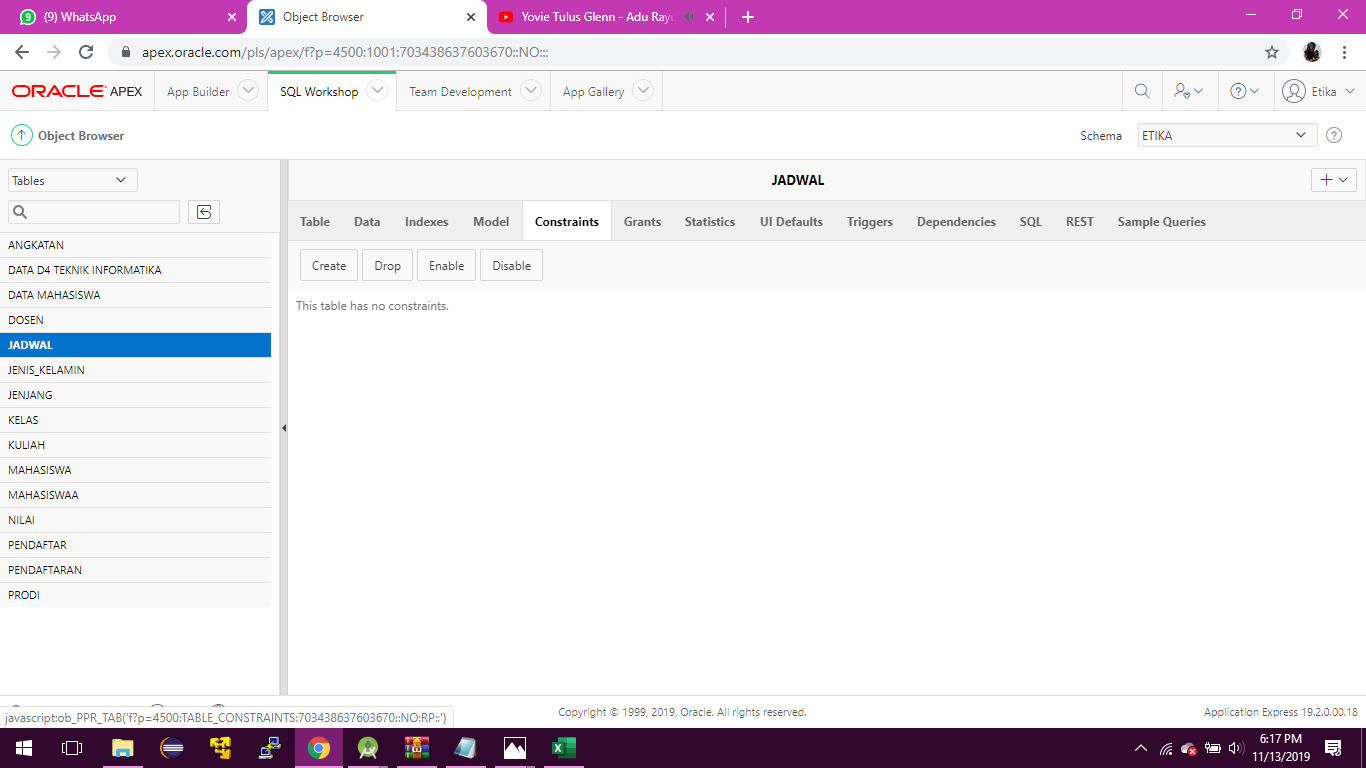 (9) WhatsApp
Object Browser
Yovie Tulus Glenn - Adu Rayu
apex.oracle.com/pls/apex/f?p=4500:1001:703438637603670::NO:::
ORACLE APEX
App Builder
SQL Workshop
Team Development
App Gallery
Etika
Object Browser
Schema
ETIKA
Tables
JADWAL
Table Data Indexes Model Constraints Grants Statistics UI Defaults Triggers Dependencies SQL REST Sample Queries
Create Drop Enable Disable
This table has no constraints.
ANGKATAN
DATA D4 TEKNIK INFORMATIKA
DATA MAHASISWA
DOSEN
JADWAL
JENIS_KELAMIN
JENJANG
KELAS
KULIAH
MAHASISWA
MAHASISWAA
NILAI
PENDAFTAR
PENDAFTARAN
PRODI
javascript:ob_PPR_TAB('f?p=4500:TABLE_CONSTRAINTS:703438637603670::NO:RP::')
Copyright © 1999, 2019, Oracle. All rights reserved.
Application Express 19.2.0.00.18
6:17 PM
11/13/2019